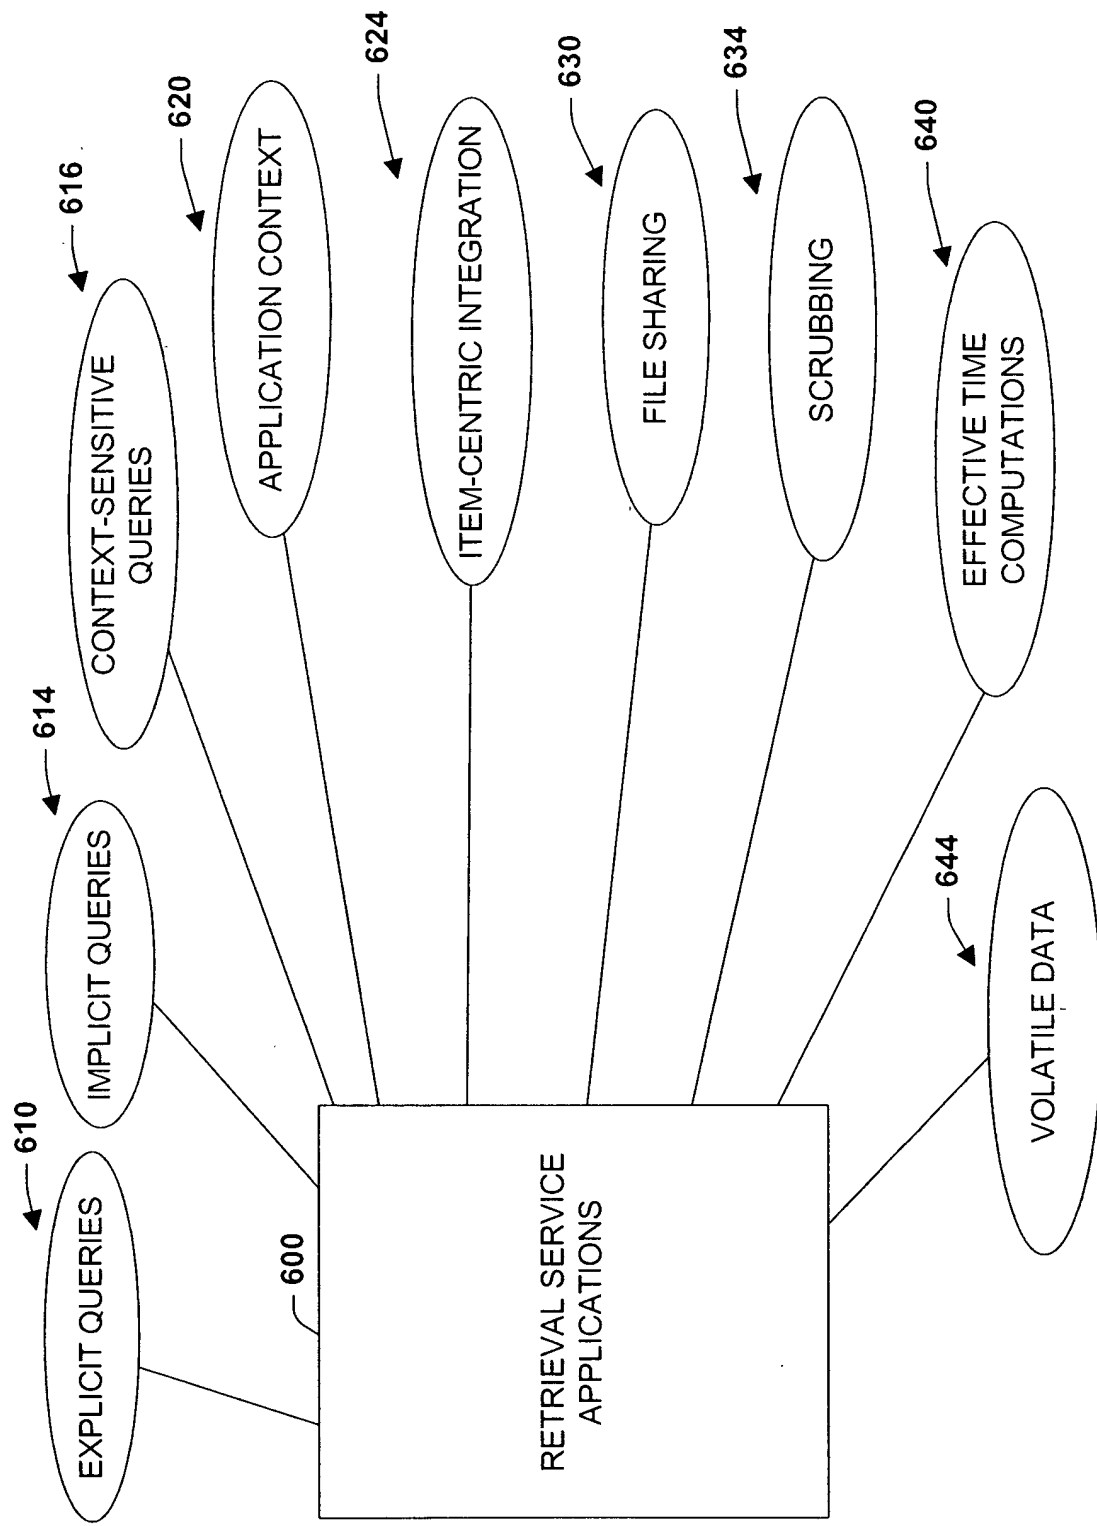 610
EXPLICIT QUERIES
614
IMPLICIT QUERIES
616
CONTEXT-SENSITIVE
QUERIES
620
APPLICATION CONTEXT
624
ITEM-CENTRIC INTEGRATION
630
FILE SHARING
634
SCRUBBING
640
EFFECTIVE TIME
COMPUTATIONS
644
VOLATILE DATA
600
RETRIEVAL SERVICE
APPLICATIONS